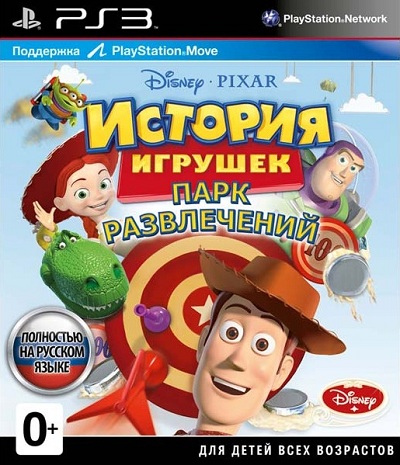 PS3
PlayStation®Network
Поддержка PlayStation®Move
Disney · PIXAR
История
ИГРУШЕК
ПАРК
РАЗВЛЕЧЕНИЙ
ПОЛНОСТЬЮ
НА РУССКОМ
ЯЗЫКЕ
Disney
0+
ДЛЯ ДЕТЕЙ ВСЕХ ВОЗРАСТОВ